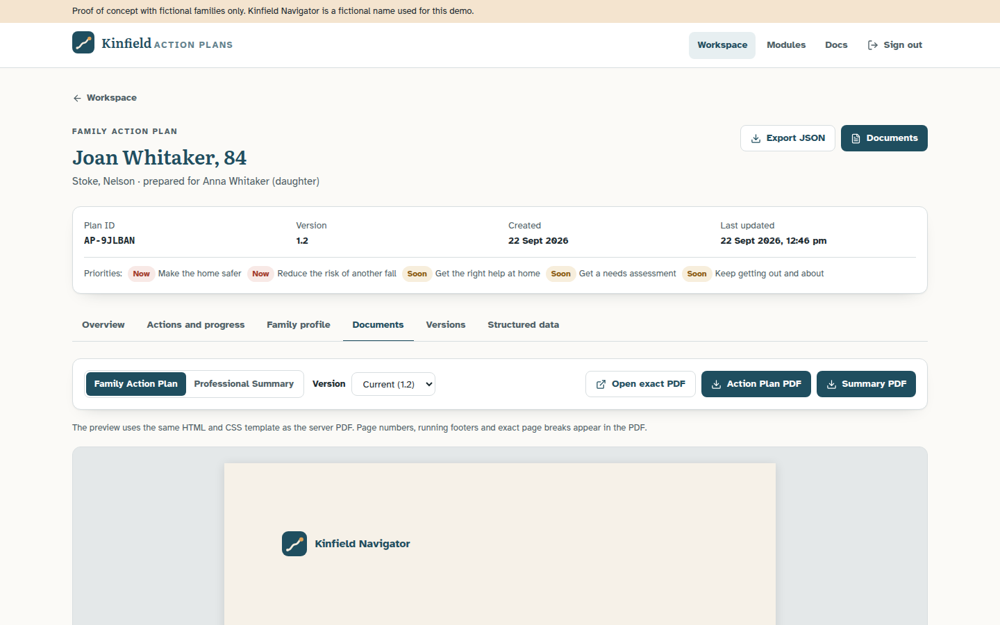 Proof of concept with fictional families only. Kinfield Navigator is a fictional name used for this demo.
Kinfield ACTION PLANS
Workspace Modules Docs Sign out
Workspace
FAMILY ACTION PLAN
Export JSON Documents
Joan Whitaker, 84
Stoke, Nelson · prepared for Anna Whitaker (daughter)
Plan ID Version Created Last updated
AP-9JLBAN 1.2 22 Sept 2026 22 Sept 2026, 12:46 pm
Priorities: Now Make the home safer Now Reduce the risk of another fall Soon Get the right help at home Soon Get a needs assessment Soon Keep getting out and about
Overview Actions and progress Family profile Documents Versions Structured data
Family Action Plan Professional Summary Version Current (1.2) Open exact PDF Action Plan PDF Summary PDF
The preview uses the same HTML and CSS template as the server PDF. Page numbers, running footers and exact page breaks appear in the PDF.
Kinfield Navigator